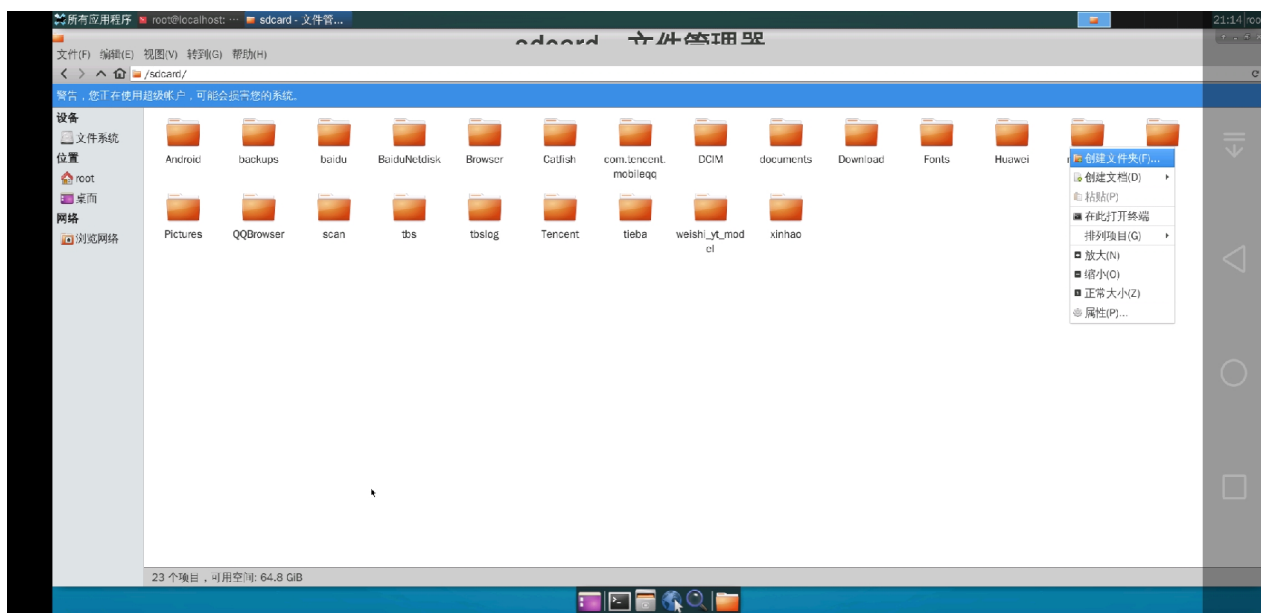 所有应用程序 root@localhost: ··· sdcard - 文件管... 21:14 roo
sdcard 文件管理器
文件(F) 编辑(E) 视图(V) 转到(G) 帮助(H)
/sdcard/
警告，您正在使用超级帐户，可能会损害您的系统。
设备
文件系统
位置
root
桌面
网络
浏览网络
Android backups baidu BaiduNetdisk Browser Catfish com.tencent.mobileqq DCIM documents Download Fonts Huawei
Pictures QQBrowser scan tbs tbslog Tencent tieba weishi_yt_model xinhao
创建文件夹(F)...
创建文档(D)
粘贴(P)
在此打开终端
排列项目(G)
放大(N)
缩小(O)
正常大小(Z)
属性(P)...
23 个项目，可用空间: 64.8 GiB